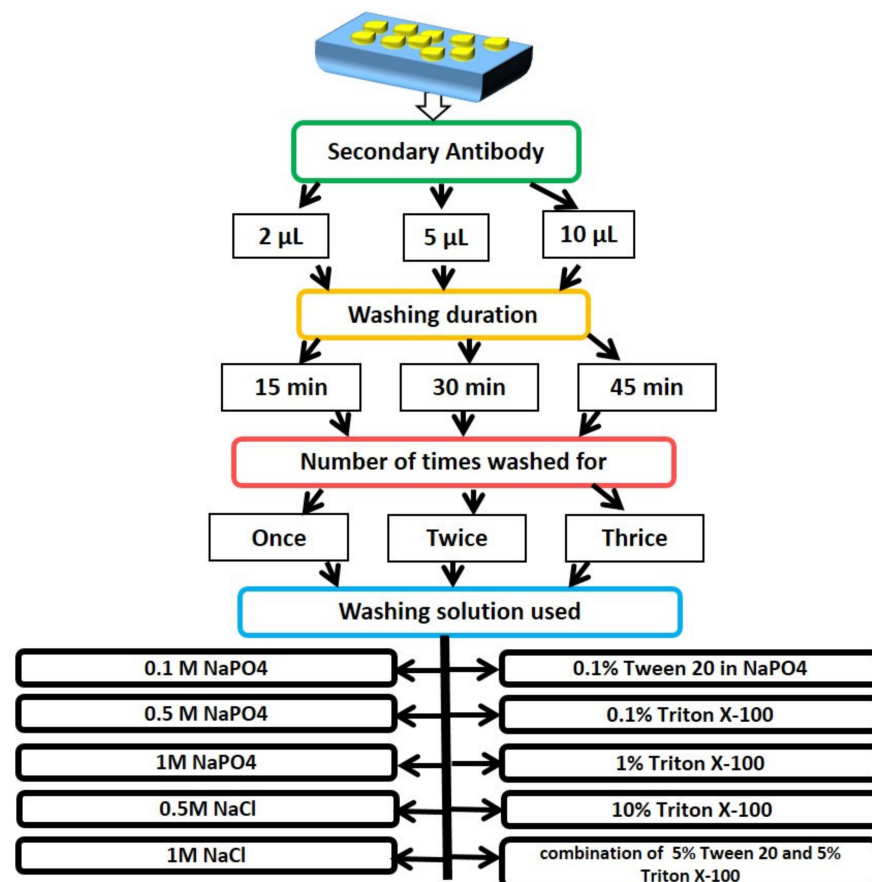 Secondary Antibody
2 µL
5 µL
10 µL
Washing duration
15 min
30 min
45 min
Number of times washed for
Once
Twice
Thrice
Washing solution used
0.1 M NaPO4
0.1% Tween 20 in NaPO4
0.5 M NaPO4
0.1% Triton X-100
1M NaPO4
1% Triton X-100
0.5M NaCl
10% Triton X-100
1M NaCl
combination of 5% Tween 20 and 5%
Triton X-100